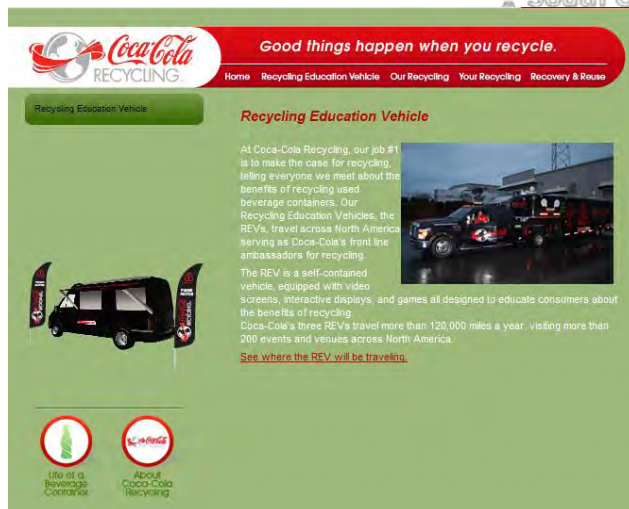 Coca-Cola
RECYCLING
Good things happen when you recycle.
Home Recycling Education Vehicle Our Recycling Your Recycling Recovery & Reuse
Recycling Education Vehicle
Recycling Education Vehicle
At Coca-Cola Recycling, our job #1
is to make the case for recycling,
telling everyone we meet about the
benefits of recycling used
beverage containers. Our
Recycling Education Vehicles, the
REVs, travel across North America
serving as Coca-Cola's front line
ambassadors for recycling.
The REV is a self-contained
vehicle, equipped with video
screens, interactive displays, and games all designed to educate consumers about
the benefits of recycling.
Coca-Cola's three REVs travel more than 120,000 miles a year, visiting more than
200 events and venues across North America.
See where the REV will be traveling.
Life of a
Beverage
Container
Coca-Cola
About
Coca-Cola
Recycling